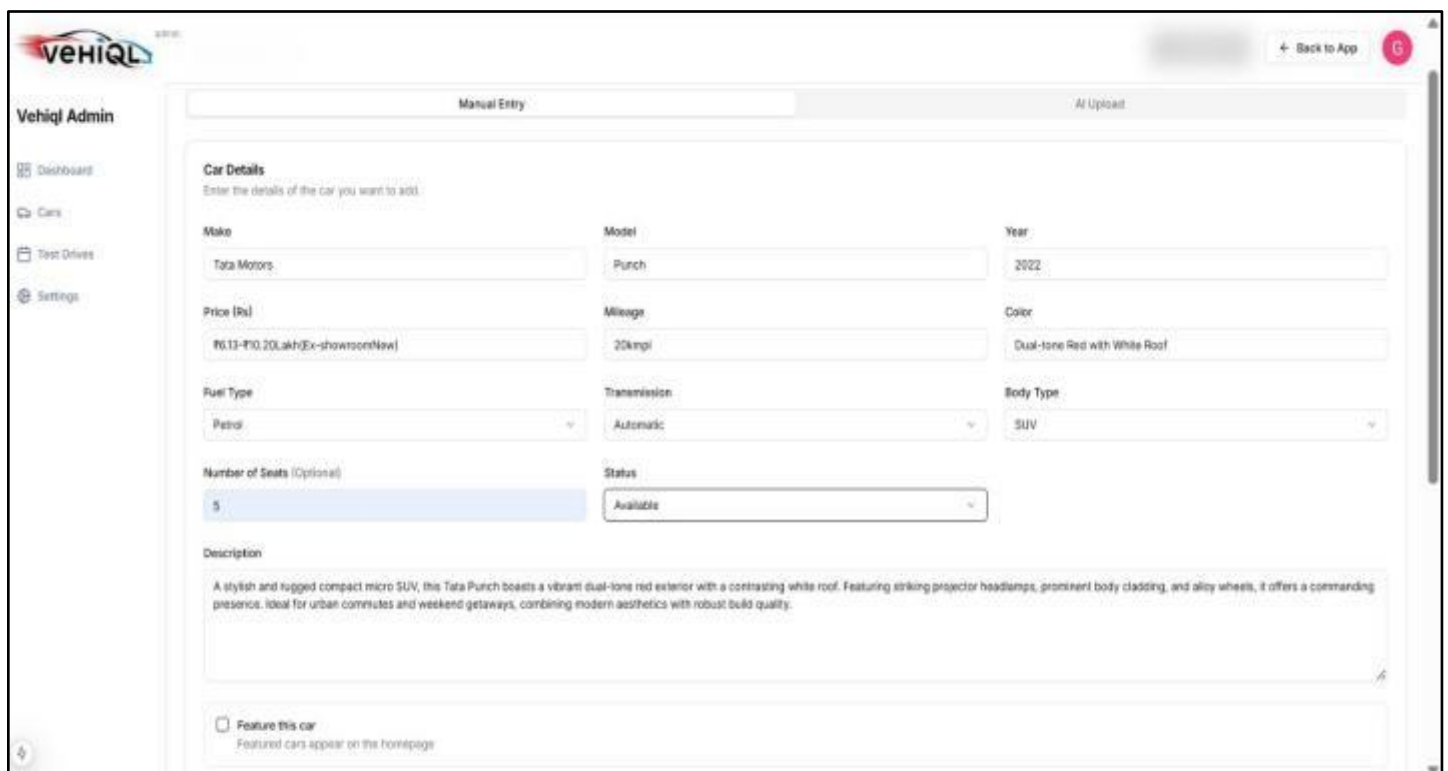 VEHIQL
admin
← Back to App
G
Vehiql Admin
Dashboard
Cars
Test Drives
Settings
Manual Entry
AI Upload
Car Details
Enter the details of the car you want to add.
Make
Model
Year
Tata Motors
Punch
2022
Price (Rs)
Mileage
Color
₹6.13-₹10.20Lakh(Ex-showroomNew)
20kmpl
Dual-tone Red with White Roof
Fuel Type
Transmission
Body Type
Petrol
Automatic
SUV
Number of Seats (Optional)
Status
5
Available
Description
A stylish and rugged compact micro SUV, this Tata Punch boasts a vibrant dual-tone red exterior with a contrasting white roof. Featuring striking projector headlamps, prominent body cladding, and alloy wheels, it offers a commanding
presence. Ideal for urban commutes and weekend getaways, combining modern aesthetics with robust build quality.
Feature this car
Featured cars appear on the homepage